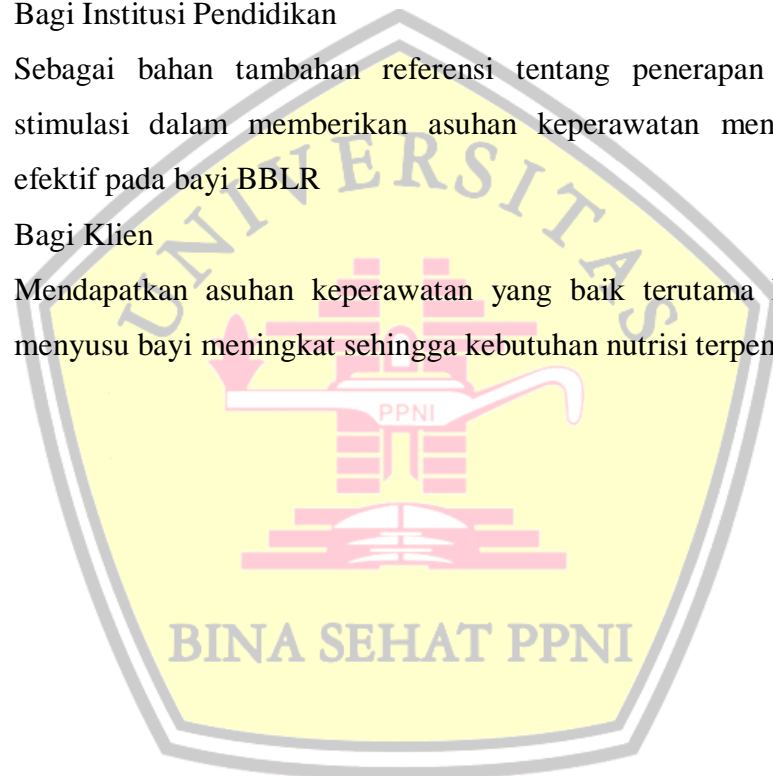 Bagi Institusi Pendidikan
Sebagai bahan tambahan referensi tentang penerapan
stimulasi dalam memberikan asuhan keperawatan men
efektif pada bayi BBLR
Bagi Klien
Mendapatkan asuhan keperawatan yang baik terutama
menyusu bayi meningkat sehingga kebutuhan nutrisi terpen
UNIVERSITAS
PPNI
BINA SEHAT PPNI